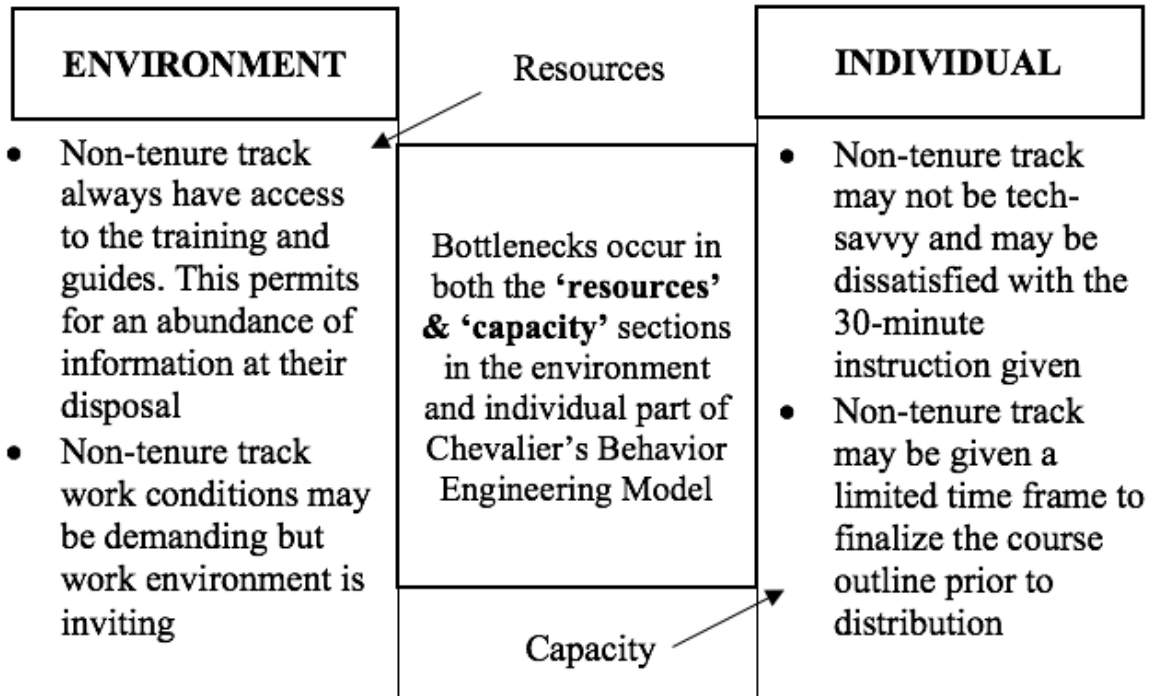 ENVIRONMENT
Resources
INDIVIDUAL
• Non-tenure track
always have access
to the training and
guides. This permits
for an abundance of
information at their
disposal
• Non-tenure track
work conditions may
be demanding but
work environment is
inviting
Bottlenecks occur in
both the ‘resources’
& ‘capacity’ sections
in the environment
and individual part of
Chevalier’s Behavior
Engineering Model
Capacity
• Non-tenure track
may not be tech-
savvy and may be
dissatisfied with the
30-minute
instruction given
• Non-tenure track
may be given a
limited time frame to
finalize the course
outline prior to
distribution